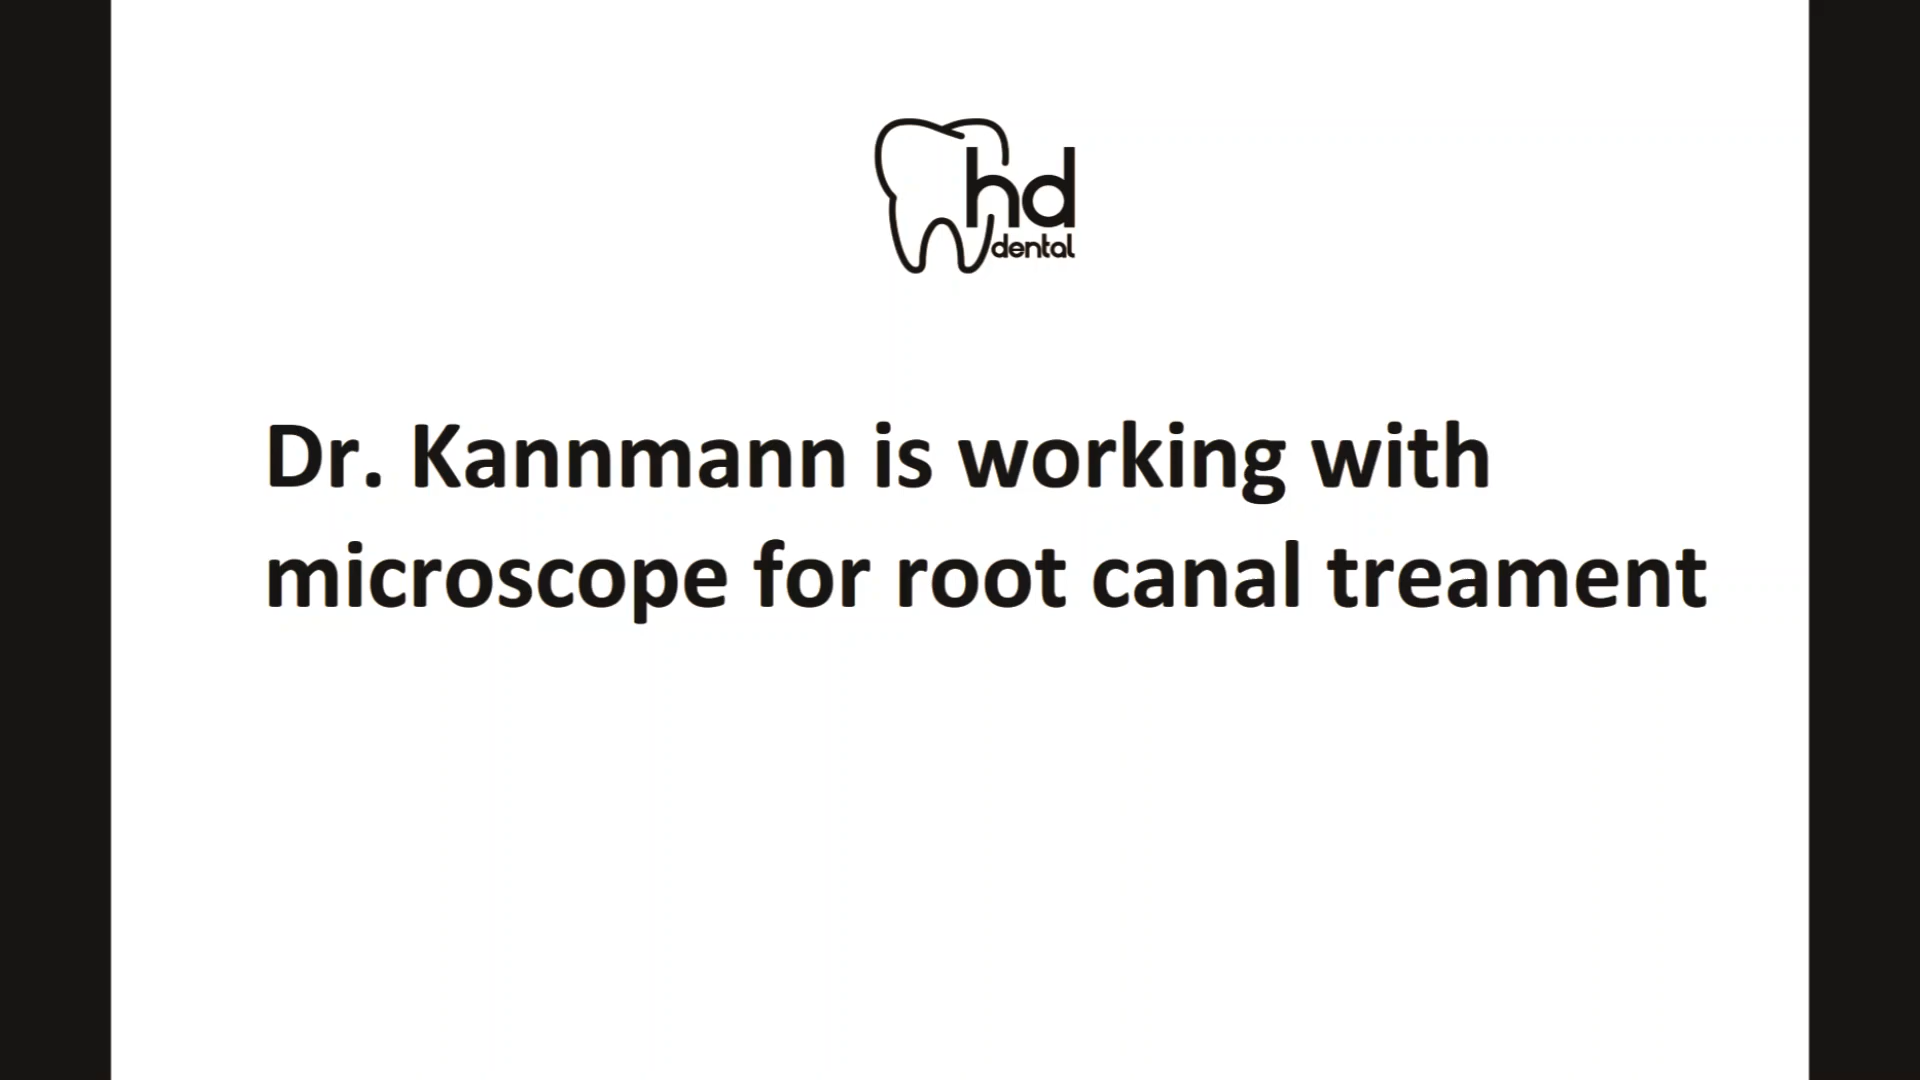 hd
dental
Dr. Kannmann is working with
microscope for root canal treament